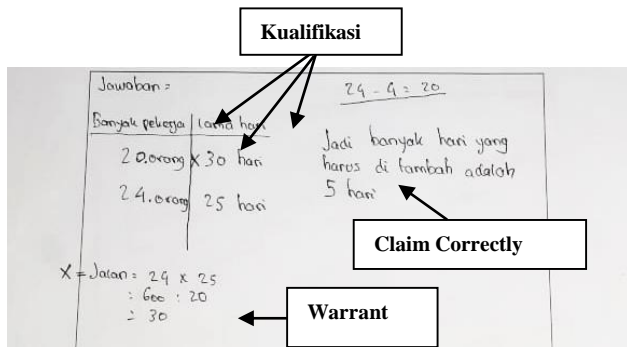 Kualifikasi
Jawaban =
24 - 4 = 20
Banyak pekerja | lama hari
20.orang x 30 hari
24.orang 25 hari
Jadi banyak hari yang
harus di tambah adalah
5 hari
Claim Correctly
X = Jalan = 24 x 25
: 600 : 20
= 30
Warrant